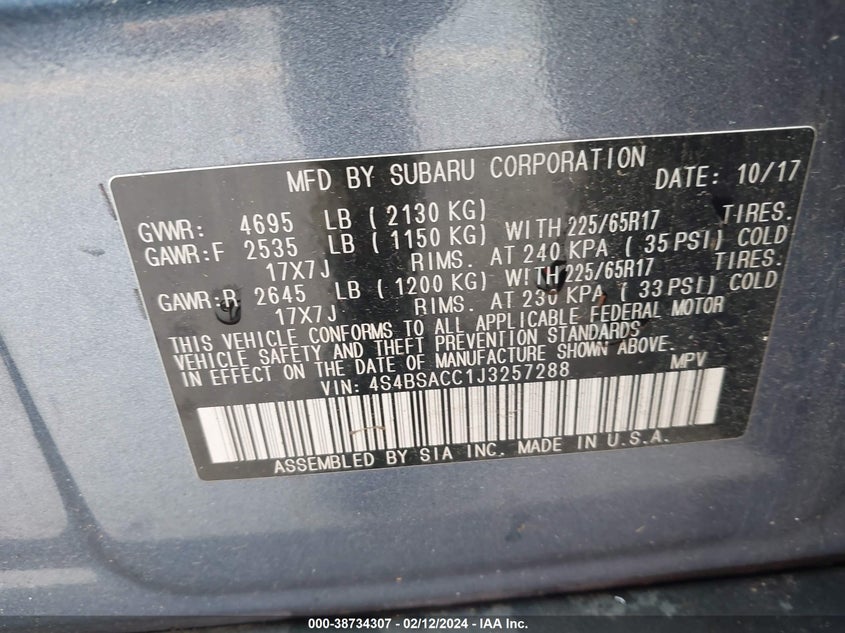 MFD BY SUBARU CORPORATION DATE: 10/17
GVWR: 4695 LB ( 2130 KG)
GAWR:F 2535 LB ( 1150 KG) WITH 225/65R17 TIRES.
17X7J RIMS. AT 240 KPA ( 35 PSI) COLD
GAWR:R 2645 LB ( 1200 KG) WITH 225/65R17 TIRES.
17X7J RIMS. AT 230 KPA ( 33 PSI) COLD
THIS VEHICLE CONFORMS TO ALL APPLICABLE FEDERAL MOTOR
VEHICLE SAFETY AND THEFT PREVENTION STANDARDS
IN EFFECT ON THE DATE OF MANUFACTURE SHOWN ABOVE.
VIN: 4S4BSACC1J3257288 MPV
ASSEMBLED BY SIA INC. MADE IN U.S.A.
000-38734307 - 02/12/2024 - IAA Inc.